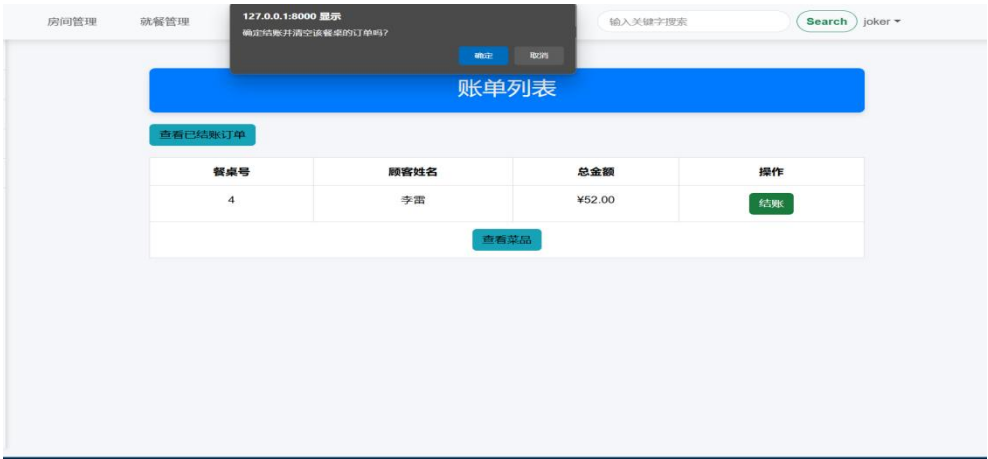 房间管理 就餐管理 输入关键字搜索 Search joker
127.0.0.1:8000 显示
确定结账并清空该餐桌的订单吗?
确定 取消
账单列表
查看已结账订单
餐桌号 顾客姓名 总金额 操作
4 李雷 ¥52.00 结账
查看菜品